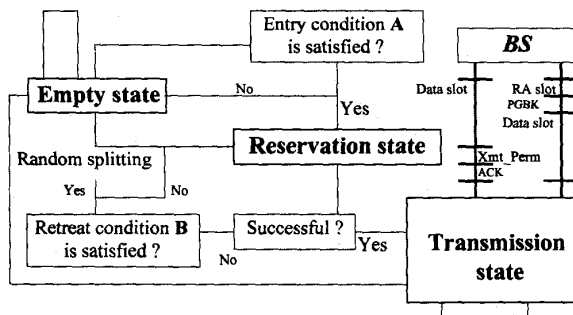 Entry condition A
is satisfied ?
BS
Data slot
RA slot
PGBK
Data slot
Empty state
No
Yes
Reservation state
Xmt_Perm
ACK
Random splitting
Yes
No
Retreat condition B
is satisfied ?
Successful ?
No
Yes
Transmission
state